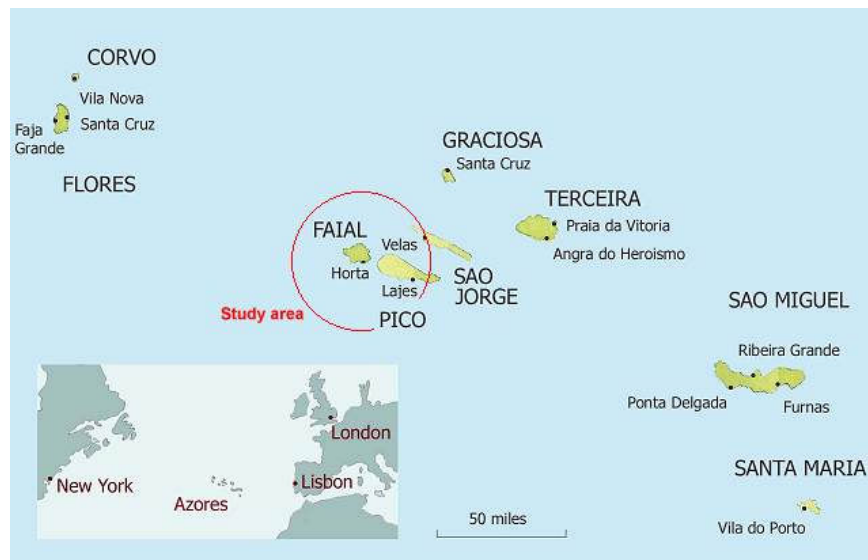 CORVO
Vila Nova
Faja
Grande
Santa Cruz
FLORES
GRACIOSA
Santa Cruz
TERCEIRA
Praia da Vitoria
Angra do Heroismo
FAIAL
Horta
Velas
SAO
JORGE
Lajes
PICO
Study area
SAO MIGUEL
Ribeira Grande
Ponta Delgada
Furnas
SANTA MARIA
Vila do Porto
London
New York
Azores
Lisbon
50 miles